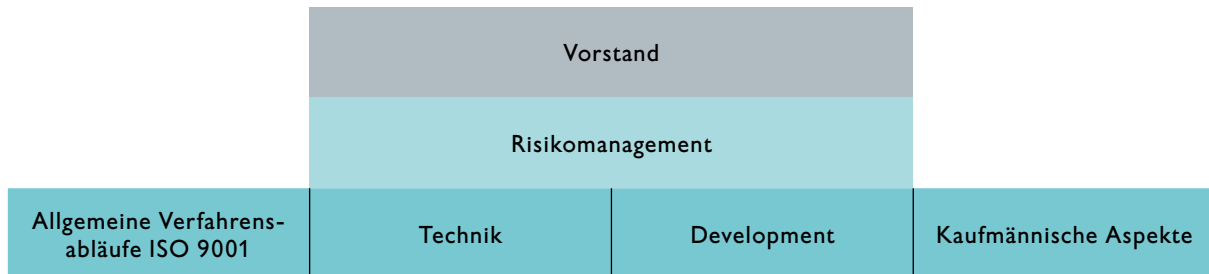 Vorstand
Risikomanagement
Allgemeine Verfahrens-
abläufe ISO 9001
Technik
Development
Kaufmännische Aspekte